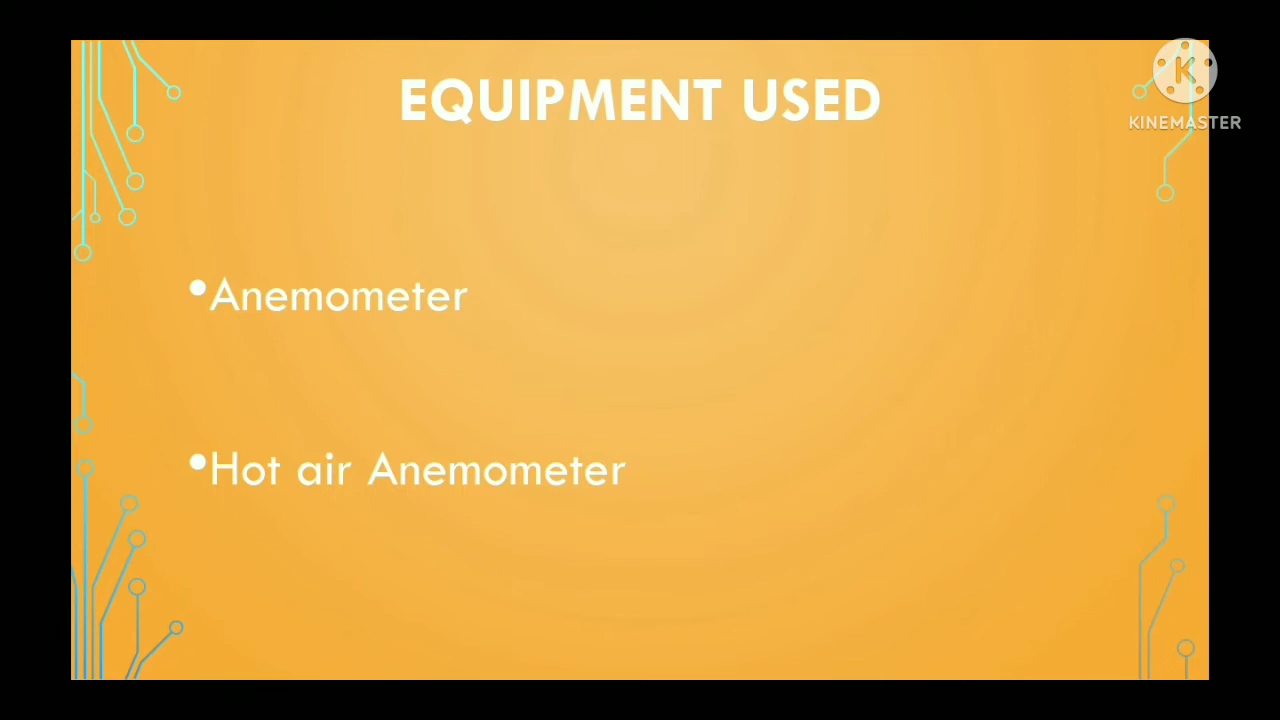 EQUIPMENT USED
K
KINEMASTER
•Anemometer
•Hot air Anemometer